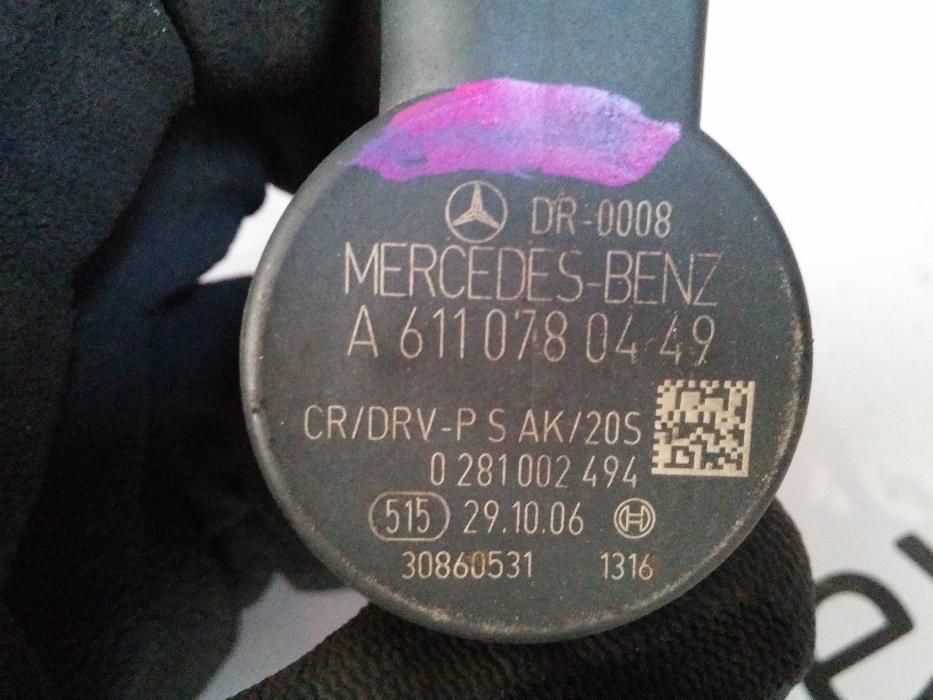 DR-0008
MERCEDES-BENZ
A 611 078 04 49
CR/DRV-P S AK/20S
0 281 002 494
515 29.10.06
30860531 1316